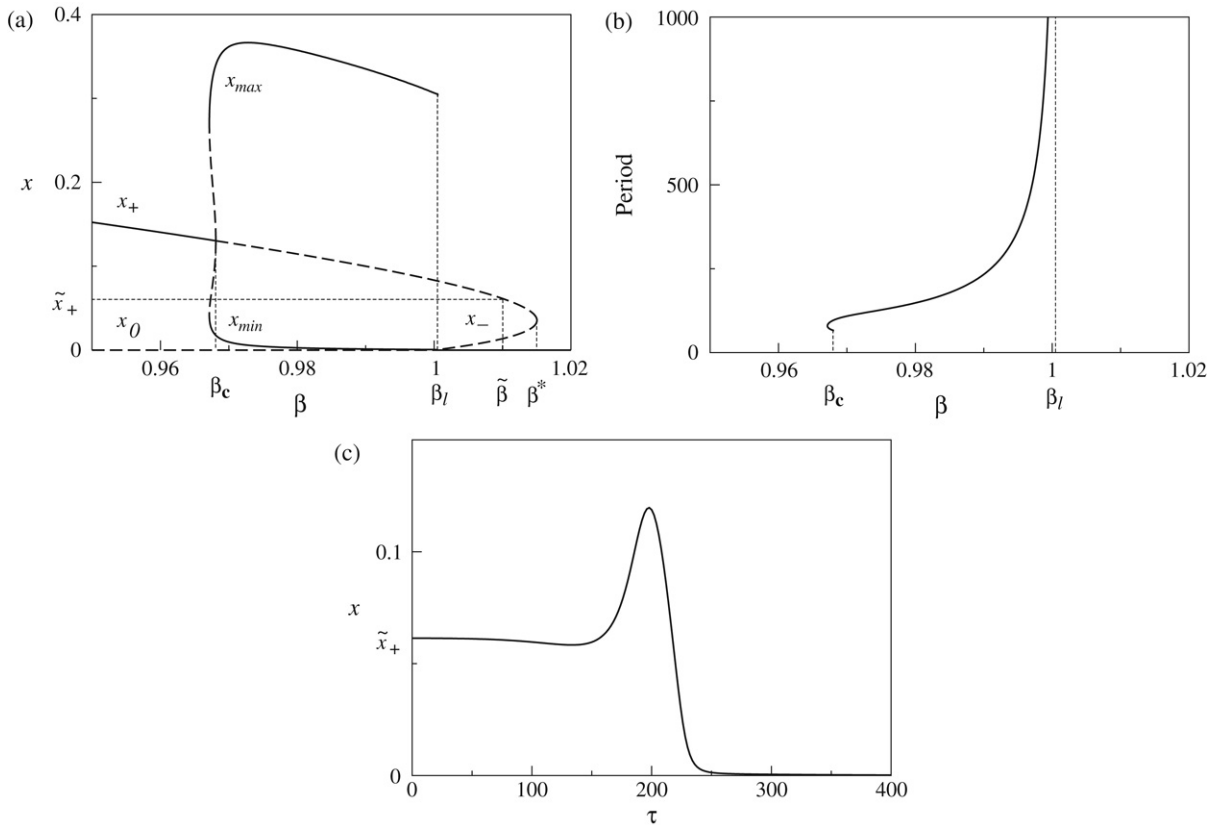 (a)
0.4
x_max
x
0.2
x_+
x̃_+
x_0
x_min
x_−
0
0.96
0.98
1
1.02
β_c
β
β_l
β̃
β*
(b)
1000
Period
500
0
0.96
0.98
1
1.02
β_c
β
β_l
(c)
0.1
x
x̃_+
0
0
100
200
300
400
τ